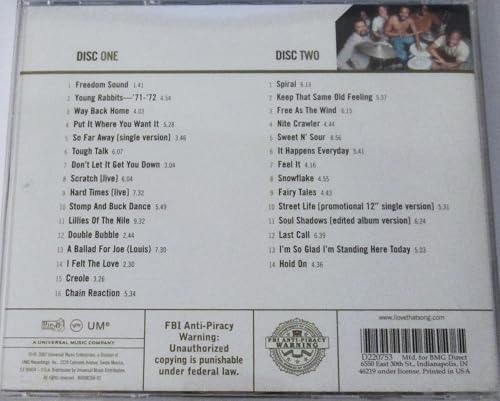 DISC ONE
1 Freedom Sound 1.41
2 Young Rabbits—'71-'72 4.54
3 Way Back Home 4.03
4 Put It Where You Want It 5.28
5 So Far Away [single version] 3.46
6 Tough Talk 6.07
7 Don't Let It Get You Down 3.04
8 Scratch [live] 6.04
9 Hard Times [live] 7.32
10 Stomp And Buck Dance 5.49
11 Lillies Of The Nile 9.32
12 Double Bubble 2.44
13 A Ballad For Joe (Louis) 7.30
14 I Felt The Love 2.30
15 Creole 3.26
16 Chain Reaction 5.34
DISC TWO
1 Spiral 6.13
2 Keep That Same Old Feeling 5.37
3 Free As The Wind 6.15
4 Nite Crawler 4.45
5 Sweet N' Sour 8.56
6 It Happens Everyday 5.41
7 Feel It 4.16
8 Snowflake 4.55
9 Fairy Tales 4.43
10 Street Life [promotional 12" single version] 5.31
11 Soul Shadows [edited album version] 6.24
12 Last Call 6.39
13 I'm So Glad I'm Standing Here Today 5.03
14 Hold On 4.36
verve
UMe
A UNIVERSAL MUSIC COMPANY
FBI Anti-Piracy
Warning:
Unauthorized
copying is punishable
under federal law.
FBI ANTI-PIRACY
WARNING
www.ilovethatsong.com
D220753 Mfd. for BMG Direct
6550 East 30th St., Indianapolis, IN
46219 under license. Printed in USA